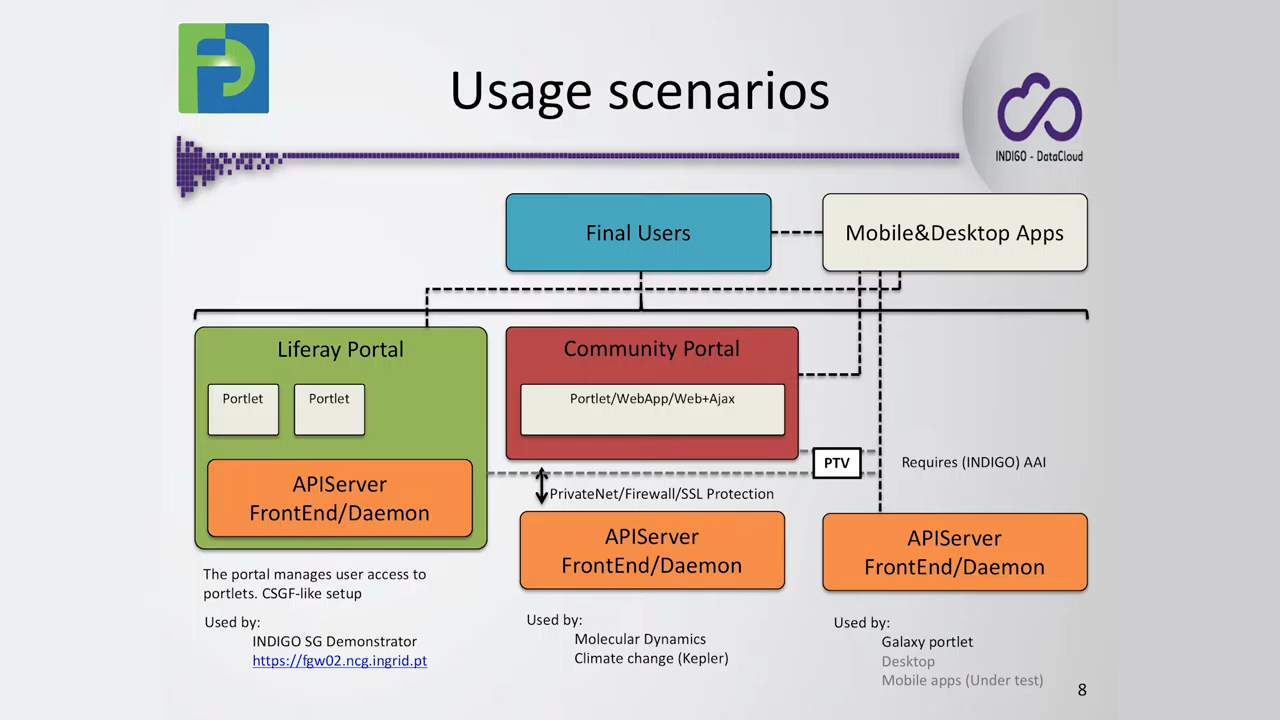 Usage scenarios
INDIGO - DataCloud
Final Users
Mobile&Desktop Apps
Liferay Portal
Portlet
Portlet
APIServer
FrontEnd/Daemon
Community Portal
Portlet/WebApp/Web+Ajax
PTV
Requires (INDIGO) AAI
PrivateNet/Firewall/SSL Protection
APIServer
FrontEnd/Daemon
APIServer
FrontEnd/Daemon
The portal manages user access to
portlets. CSGF-like setup
Used by:
INDIGO SG Demonstrator
https://fgw02.ncg.ingrid.pt
Used by:
Molecular Dynamics
Climate change (Kepler)
Used by:
Galaxy portlet
Desktop
Mobile apps (Under test)
8